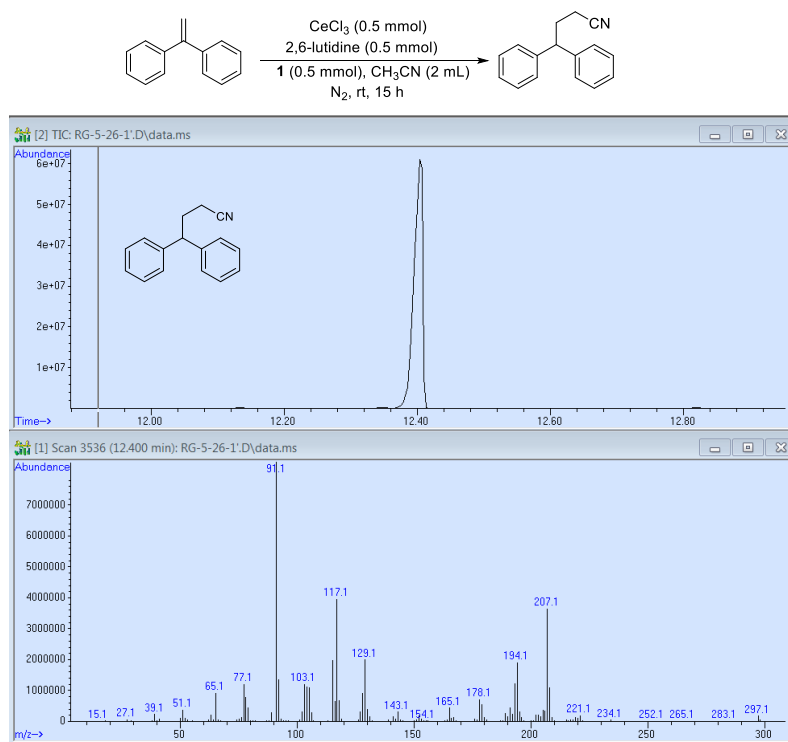 CeCl3 (0.5 mmol)
2,6-lutidine (0.5 mmol)
1 (0.5 mmol), CH3CN (2 mL)
N2, rt, 15 h
CN
[2] TIC: RG-5-26-1'.D\data.ms
Abundance
6e+07
5e+07
4e+07
3e+07
2e+07
1e+07
CN
Time-->
12.00 12.20 12.40 12.60 12.80
[1] Scan 3536 (12.400 min): RG-5-26-1'.D\data.ms
Abundance
91.1
7000000
6000000
5000000
4000000
3000000
2000000
1000000
0
117.1
207.1
129.1
194.1
103.1
77.1
65.1
178.1
165.1
51.1
143.1
39.1
221.1
297.1
15.1 27.1 154.1 234.1 252.1 265.1 283.1
m/z-->
50 100 150 200 250 300